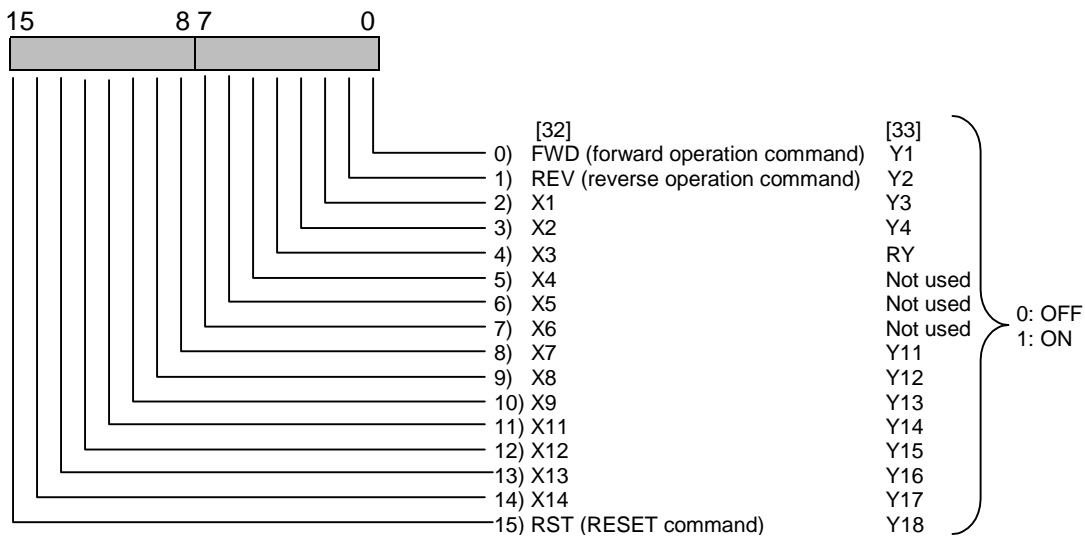 15 8 7 0
[32] [33]
0) FWD (forward operation command) Y1
1) REV (reverse operation command) Y2
2) X1 Y3
3) X2 Y4
4) X3 RY
5) X4 Not used
6) X5 Not used
7) X6 Not used
8) X7 Y11
9) X8 Y12
10) X9 Y13
11) X11 Y14
12) X12 Y15
13) X13 Y16
14) X14 Y17
15) RST (RESET command) Y18
0: OFF
1: ON